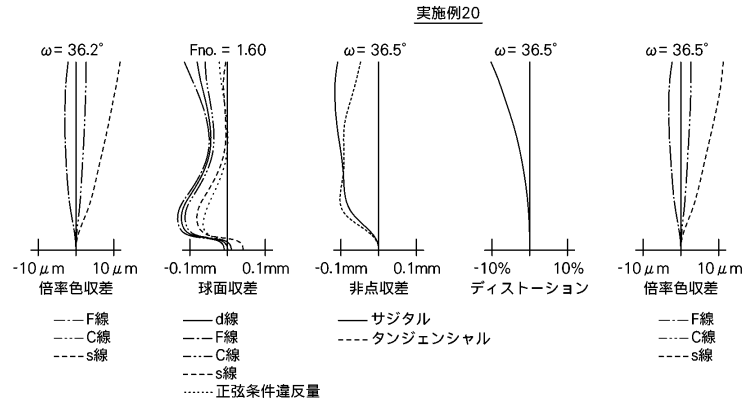 実施例20
ω= 36.2°
Fno. = 1.60
ω= 36.5°
ω= 36.5°
ω= 36.5°
-10μm 10μm
-0.1mm 0.1mm
-0.1mm 0.1mm
-10% 10%
-10μm 10μm
倍率色収差
球面収差
非点収差
ディストーション
倍率色収差
F線
C線
s線
d線
F線
C線
s線
正弦条件違反量
サジタル
タンジェンシャル
F線
C線
s線